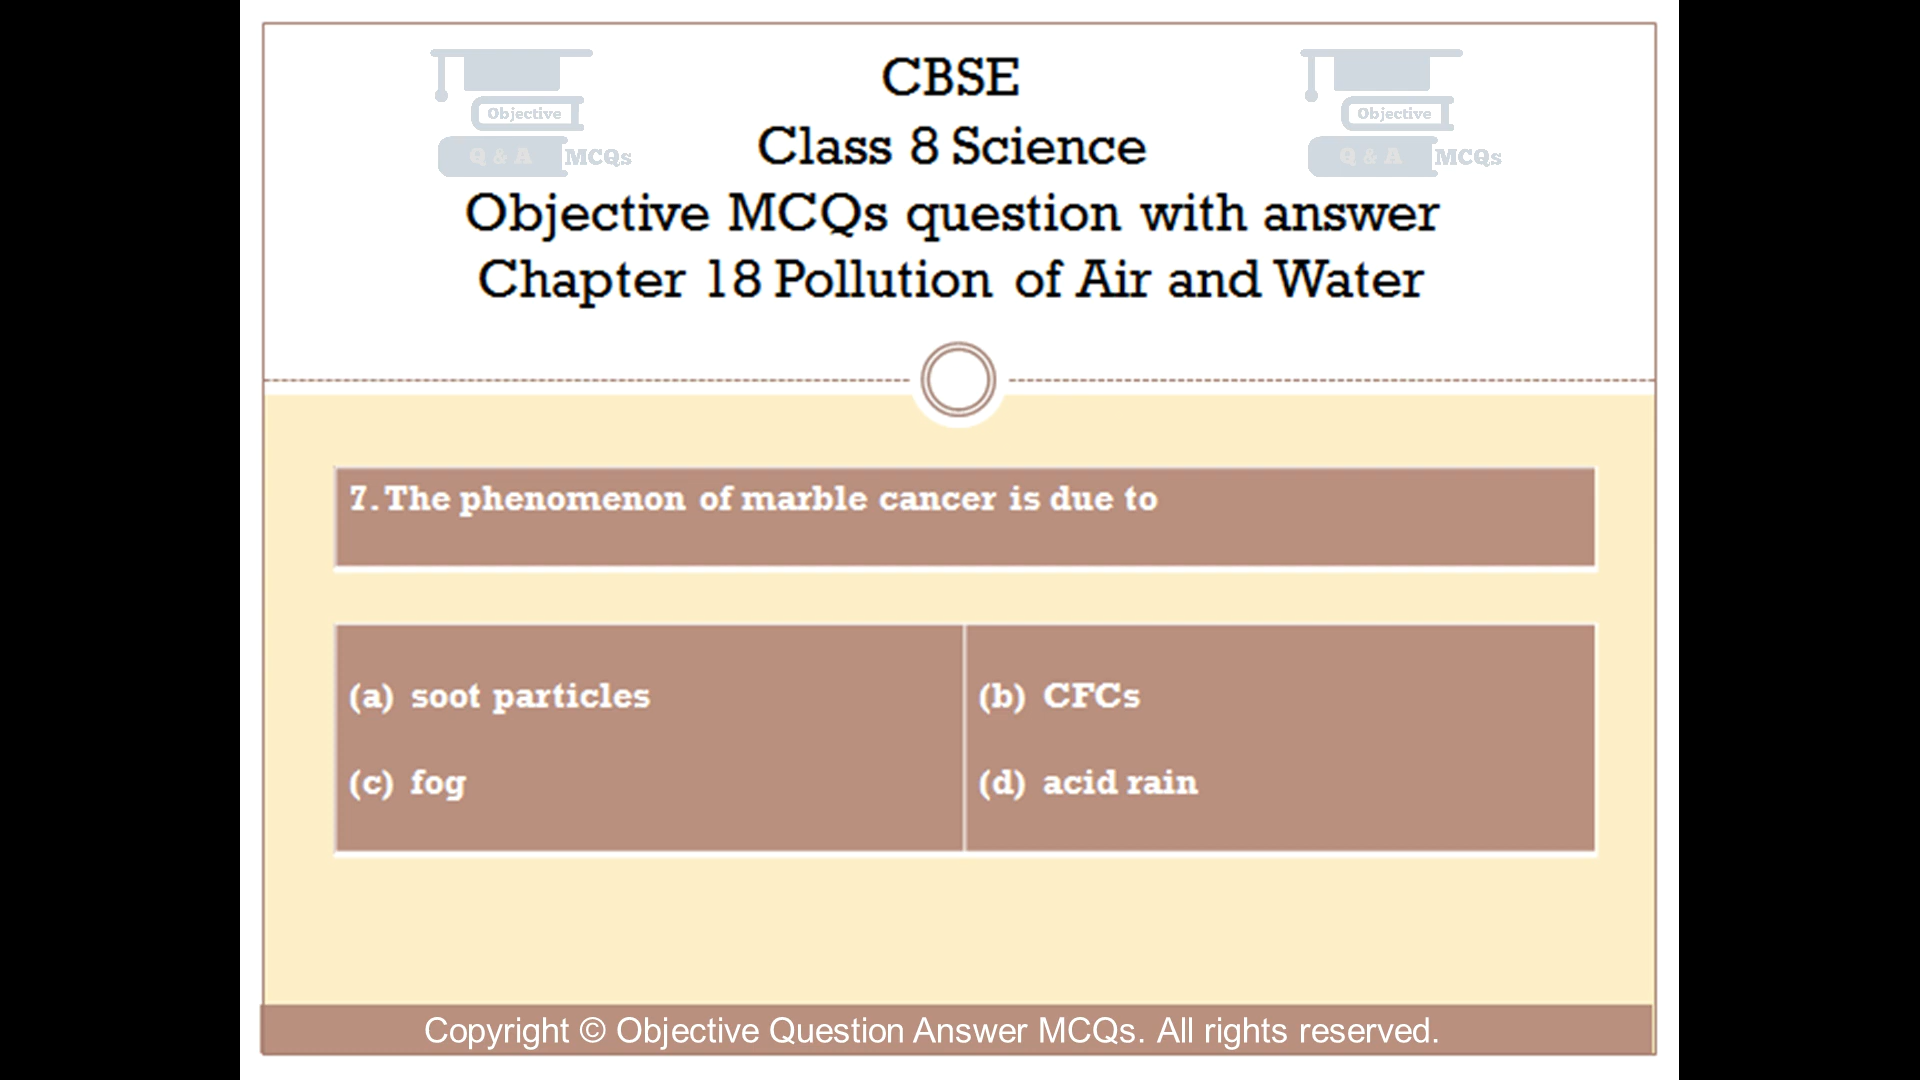 CBSE
Class 8 Science
Objective MCQs question with answer
Chapter 18 Pollution of Air and Water
Objective
Q & A MCQs
Objective
Q & A MCQs
7. The phenomenon of marble cancer is due to
(a) soot particles
(b) CFCs
(c) fog
(d) acid rain
Copyright © Objective Question Answer MCQs. All rights reserved.